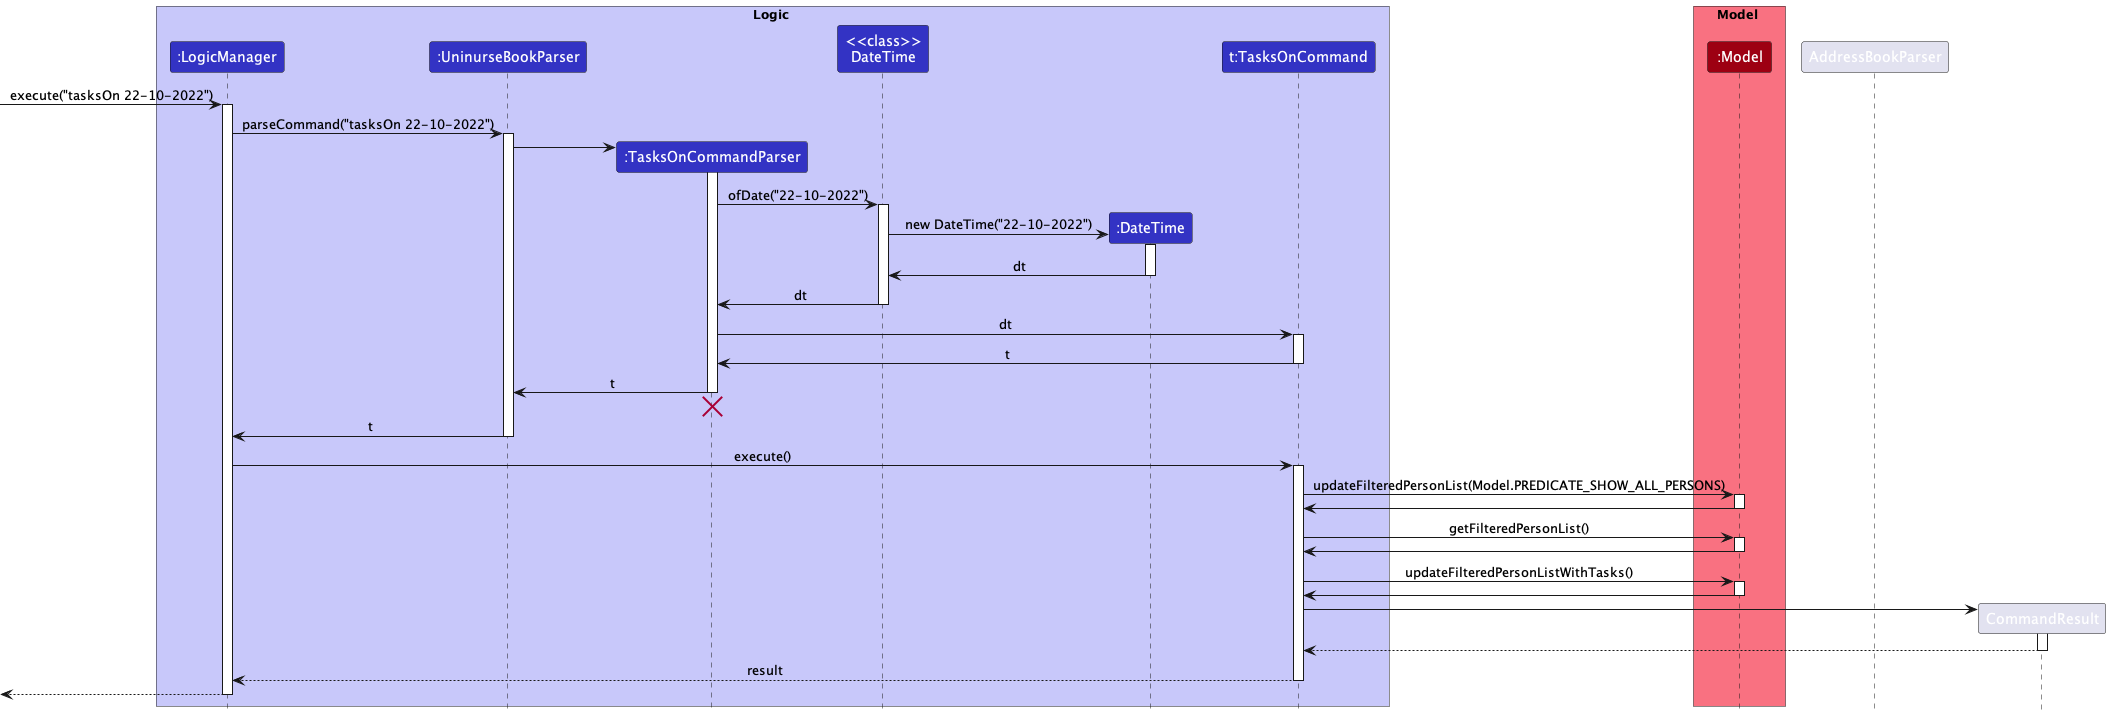 Logic
Model
<<class>>
DateTime
:LogicManager
:UninurseBookParser
t:TasksOnCommand
:Model
AddressBookParser
execute("tasksOn 22-10-2022")
parseCommand("tasksOn 22-10-2022")
:TasksOnCommandParser
ofDate("22-10-2022")
new DateTime("22-10-2022")
:DateTime
dt
dt
dt
t
t
t
execute()
updateFilteredPersonList(Model.PREDICATE_SHOW_ALL_PERSONS)
getFilteredPersonList()
updateFilteredPersonListWithTasks()
CommandResult
result